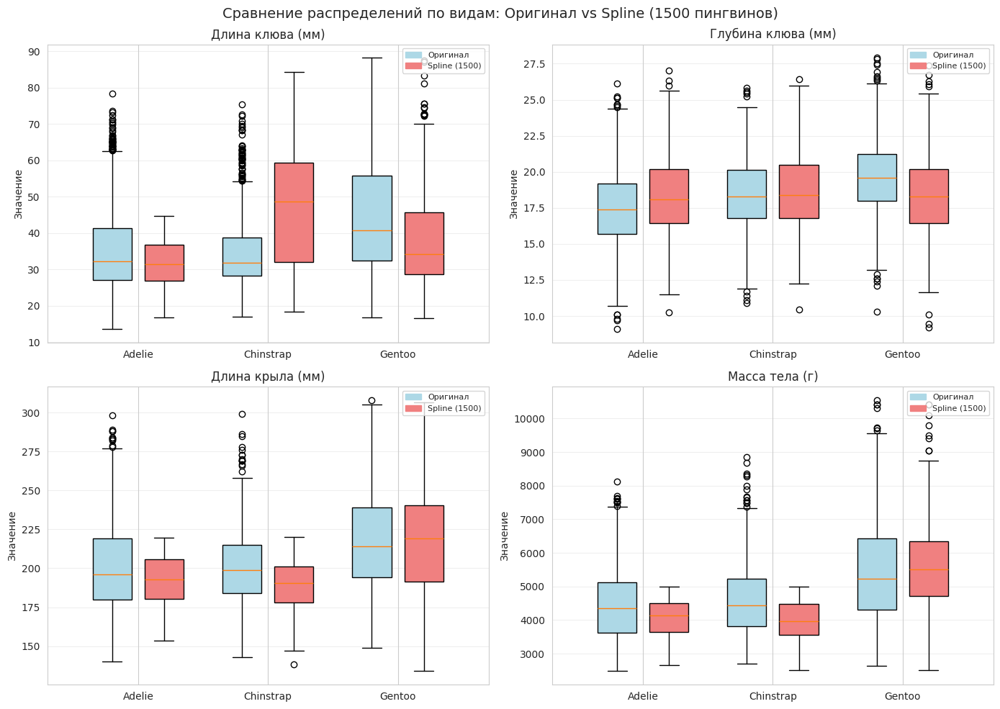 Сравнение распределений по видам: Оригинал vs Spline (1500 пингвинов)
Длина клюва (мм)
Значение
90
80
70
60
50
40
30
20
10
Оригинал
Spline (1500)
Adelie Chinstrap Gentoo
Глубина клюва (мм)
Значение
27.5
25.0
22.5
20.0
17.5
15.0
12.5
10.0
Оригинал
Spline (1500)
Adelie Chinstrap Gentoo
Длина крыла (мм)
Значение
300
275
250
225
200
175
150
Оригинал
Spline (1500)
Adelie Chinstrap Gentoo
Масса тела (г)
Значение
10000
9000
8000
7000
6000
5000
4000
3000
Оригинал
Spline (1500)
Adelie Chinstrap Gentoo